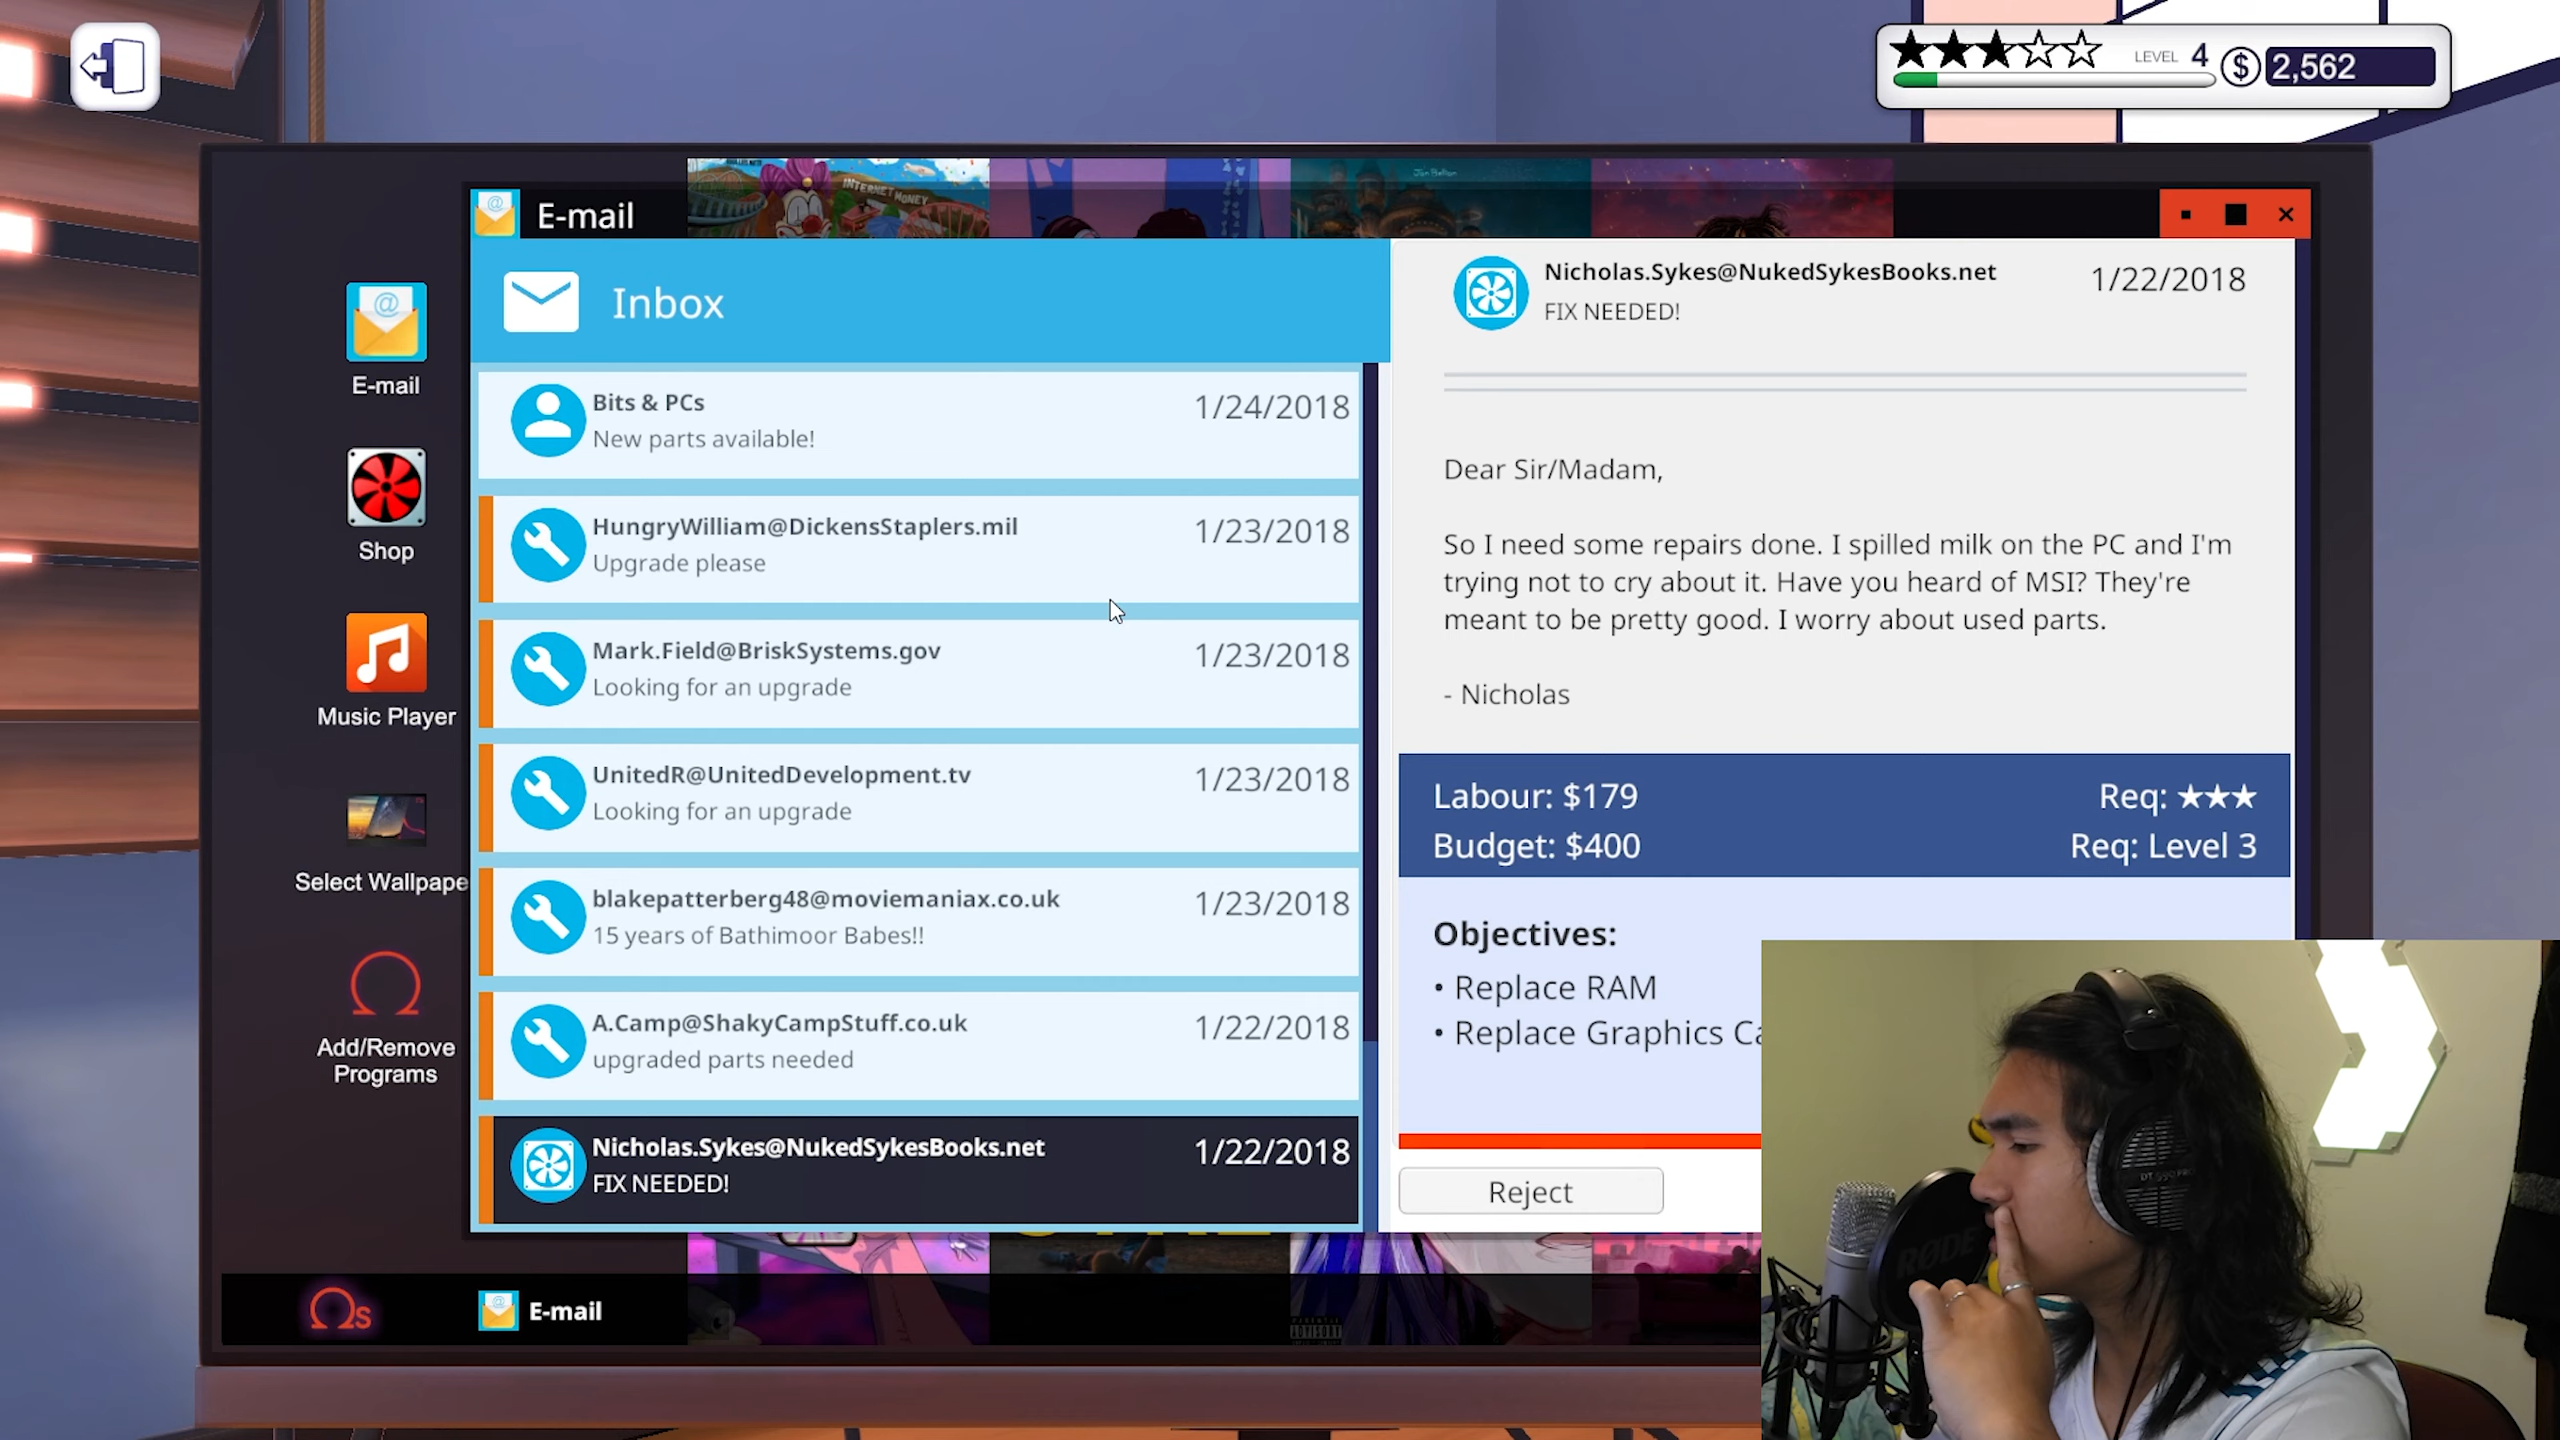 LEVEL 4
$ 2,562
INTERNET MONEY
E-mail
Inbox
Bits & PCs
1/24/2018
New parts available!
HungryWilliam@DickensStaplers.mil
1/23/2018
Upgrade please
Mark.Field@BriskSystems.gov
1/23/2018
Looking for an upgrade
UnitedR@UnitedDevelopment.tv
1/23/2018
Looking for an upgrade
blakepatterberg48@moviemaniax.co.uk
1/23/2018
15 years of Bathimoor Babes!!
A.Camp@ShakyCampStuff.co.uk
1/22/2018
upgraded parts needed
Nicholas.Sykes@NukedSykesBooks.net
1/22/2018
FIX NEEDED!
E-mail
Shop
Music Player
Select Wallpape
Add/Remove
Programs
Nicholas.Sykes@NukedSykesBooks.net
1/22/2018
FIX NEEDED!
Dear Sir/Madam,
So I need some repairs done. I spilled milk on the PC and I'm
trying not to cry about it. Have you heard of MSI? They're
meant to be pretty good. I worry about used parts.
- Nicholas
Labour: $179
Req: ★★★
Budget: $400
Req: Level 3
Objectives:
• Replace RAM
• Replace Graphics Ca
Reject
Ωs
E-mail
ADVISORY
RØDE